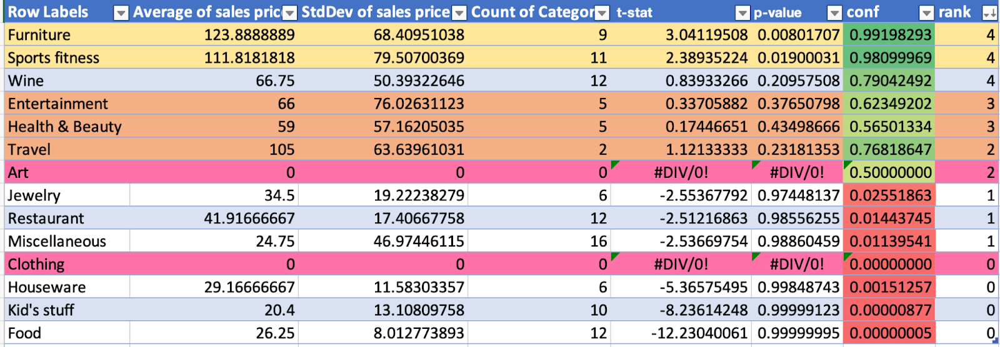 Row Labels Average of sales pric StdDev of sales price Count of Categor t-stat p-value conf rank
Furniture 123.8888889 68.40951038 9 3.04119508 0.00801707 0.99198293 4
Sports fitness 111.8181818 79.50700369 11 2.38935224 0.01900031 0.98099969 4
Wine 66.75 50.39322646 12 0.83933266 0.20957508 0.79042492 4
Entertainment 66 76.02631123 5 0.33705882 0.37650798 0.62349202 3
Health & Beauty 59 57.16205035 5 0.17446651 0.43498666 0.56501334 3
Travel 105 63.63961031 2 1.12133333 0.23181353 0.76818647 2
Art 0 0 0 #DIV/0! #DIV/0! 0.50000000 2
Jewelry 34.5 19.22238279 6 -2.55367792 0.97448137 0.02551863 1
Restaurant 41.91666667 17.40667758 12 -2.51216863 0.98556255 0.01443745 1
Miscellaneous 24.75 46.97446115 16 -2.53669754 0.98860459 0.01139541 1
Clothing 0 0 0 #DIV/0! #DIV/0! 0.00000000 0
Houseware 29.16666667 11.58303357 6 -5.36575495 0.99848743 0.00151257 0
Kid's stuff 20.4 13.10809758 10 -8.23614248 0.99999123 0.00000877 0
Food 26.25 8.012773893 12 -12.23040061 0.99999995 0.00000005 0